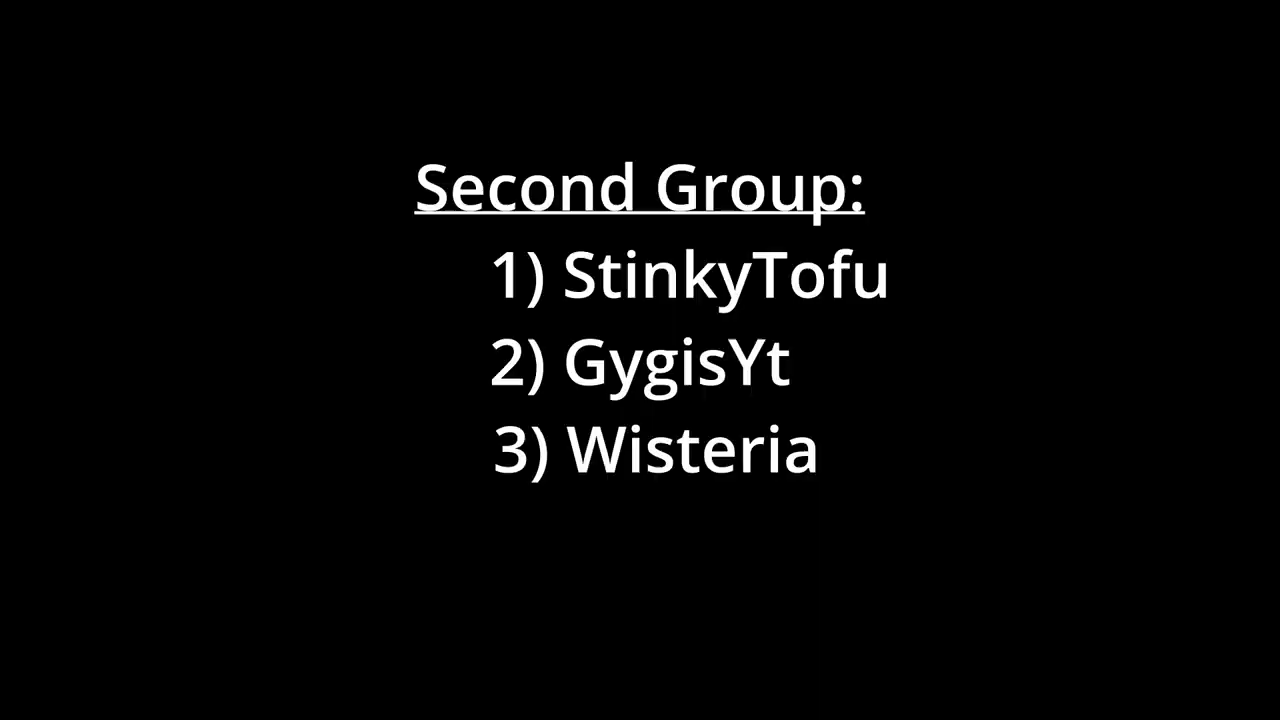 Second Group:
1) StinkyTofu
2) GygisYt
3) Wisteria